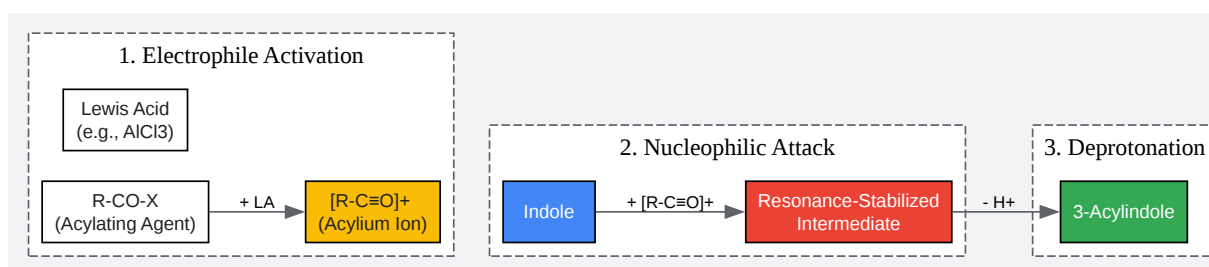 1. Electrophile Activation
Lewis Acid
(e.g., AlCl3)
R-CO-X
(Acylating Agent)
+ LA
[R-C≡O]+
(Acylium Ion)
2. Nucleophilic Attack
Indole
+ [R-C≡O]+
Resonance-Stabilized
Intermediate
- H+
3. Deprotonation
3-Acylindole